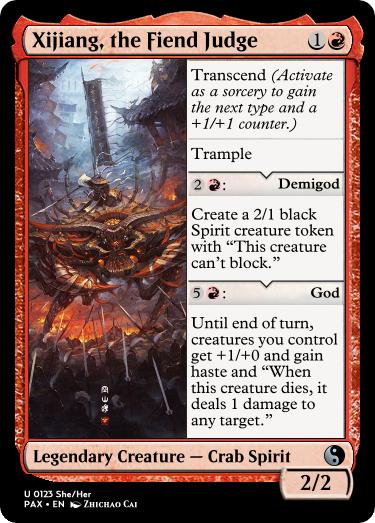 Xijiang, the Fiend Judge 1
Transcend (Activate
as a sorcery to gain
the next type and a
+1/+1 counter.)
Trample
2 : Demigod
Create a 2/1 black
Spirit creature token
with “This creature
can’t block.”
5 : God
Until end of turn,
creatures you control
get +1/+0 and gain
haste and “When
this creature dies, it
deals 1 damage to
any target.”
Legendary Creature — Crab Spirit
2/2
U 0123 She/Her
PAX • EN Zhichao Cai